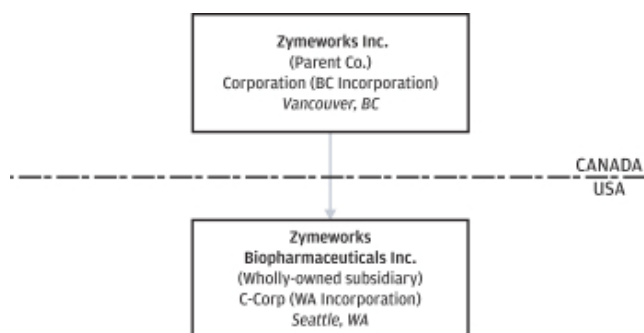 Zymeworks Inc.
(Parent Co.)
Corporation (BC Incorporation)
Vancouver, BC
CANADA
USA
Zymeworks
Biopharmaceuticals Inc.
(Wholly-owned subsidiary)
C-Corp (WA Incorporation)
Seattle, WA